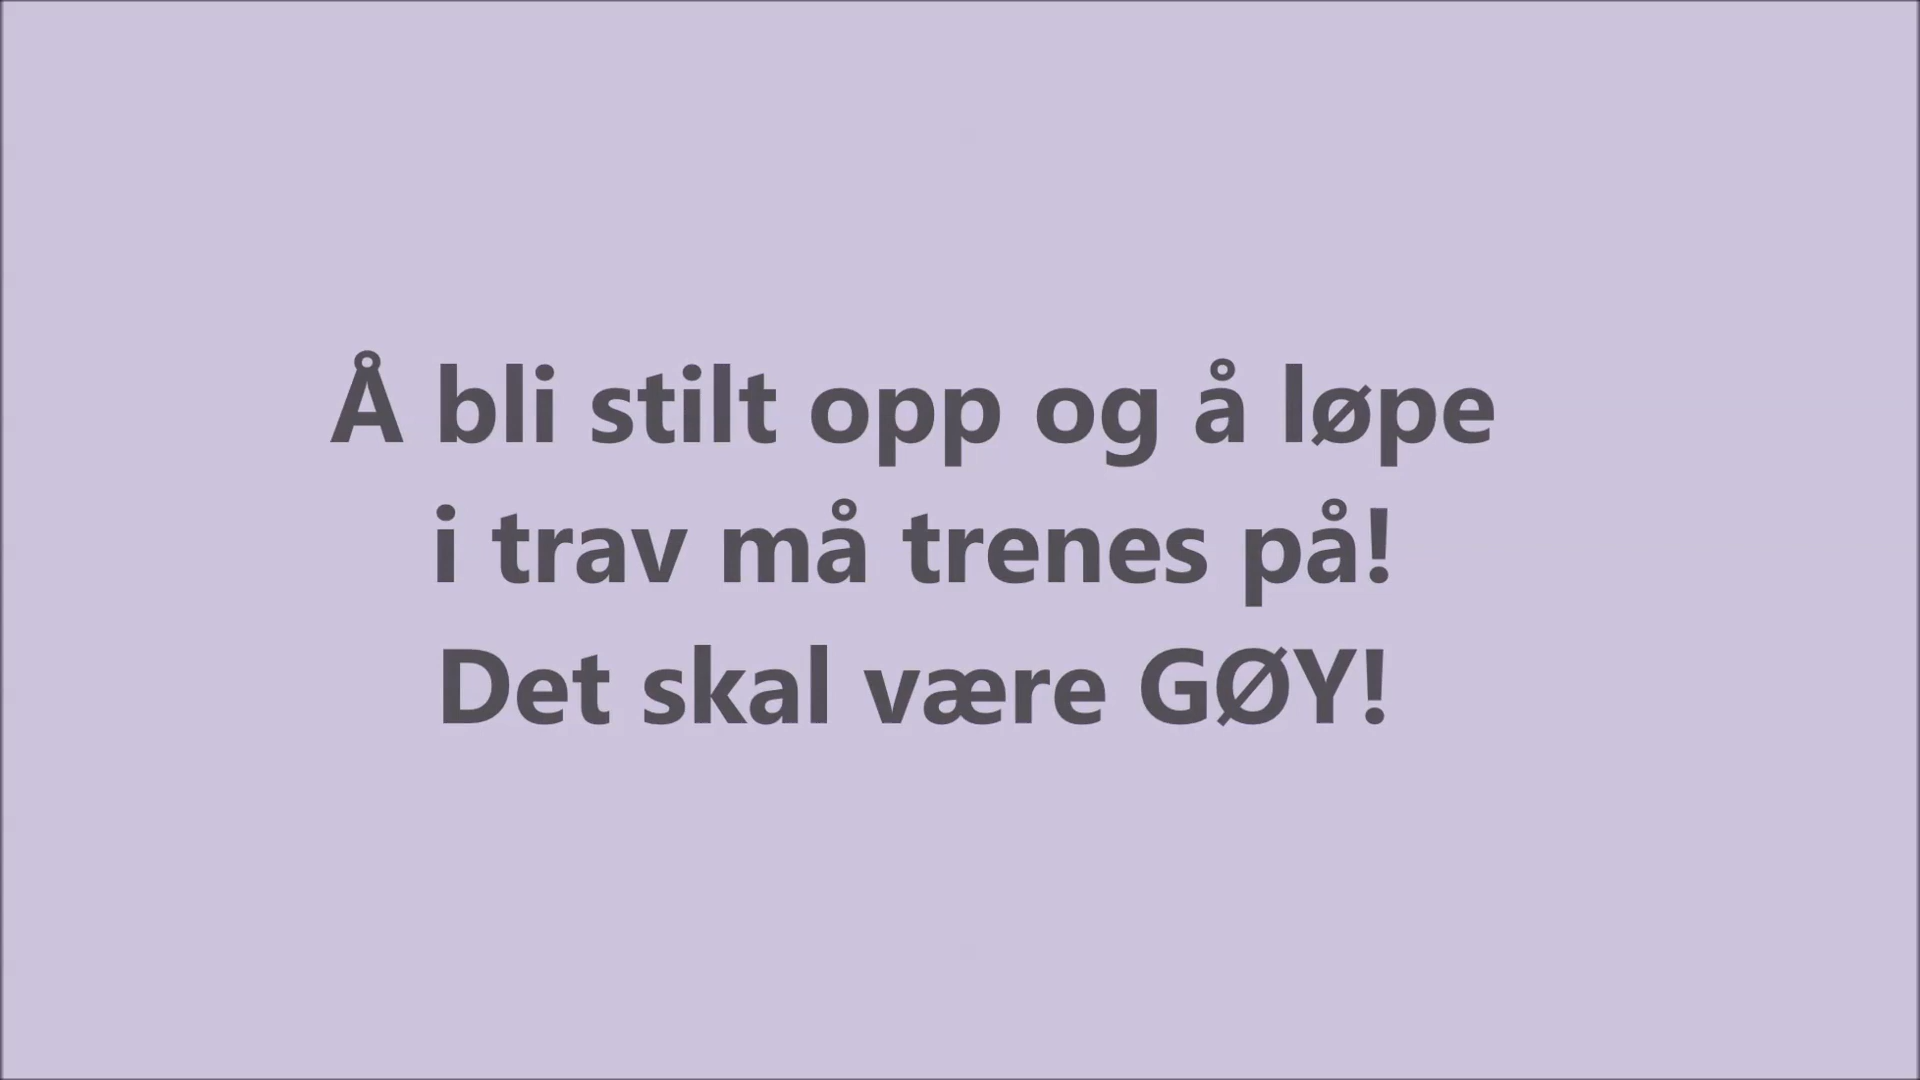 Å bli stilt opp og å løpe
i trav må trenes på!
Det skal være GØY!